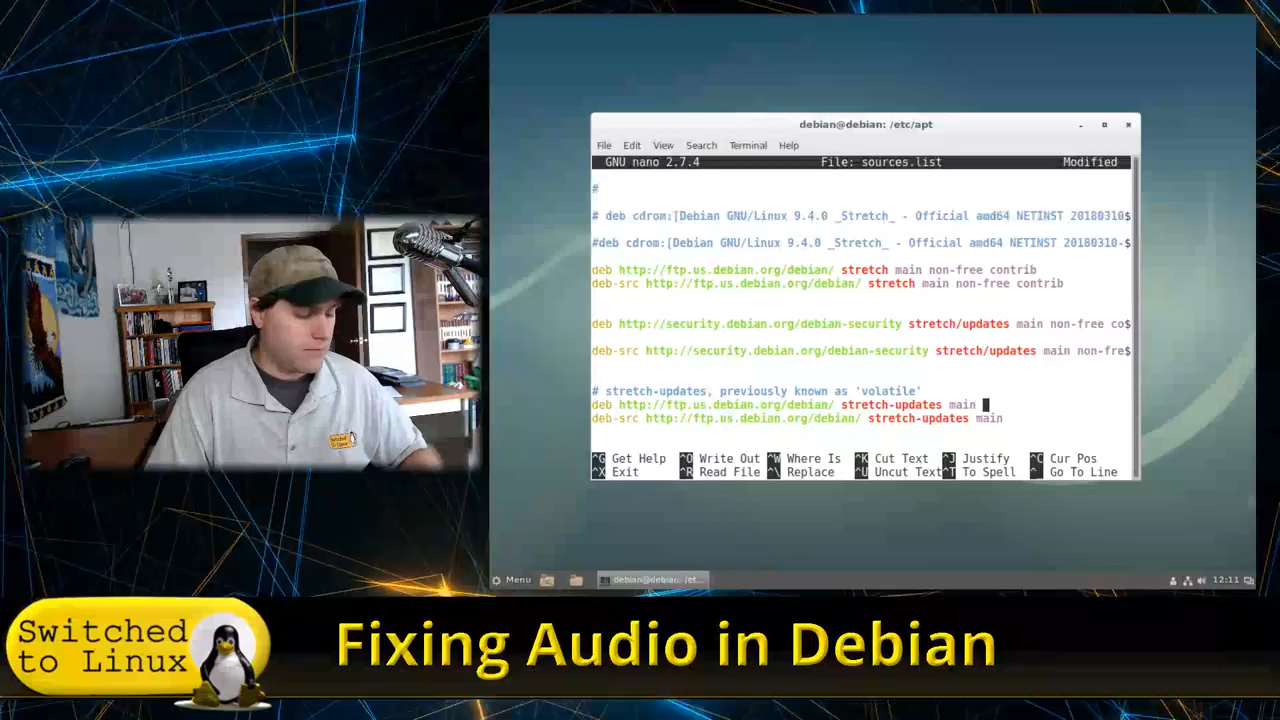 debian@debian: /etc/apt
File Edit View Search Terminal Help
GNU nano 2.7.4 File: sources.list Modified
#
# deb cdrom:[Debian GNU/Linux 9.4.0 _Stretch_ - Official amd64 NETINST 20180310$
#deb cdrom:[Debian GNU/Linux 9.4.0 _Stretch_ - Official amd64 NETINST 20180310-$
deb http://ftp.us.debian.org/debian/ stretch main non-free contrib
deb-src http://ftp.us.debian.org/debian/ stretch main non-free contrib
deb http://security.debian.org/debian-security stretch/updates main non-free co$
deb-src http://security.debian.org/debian-security stretch/updates main non-fre$
# stretch-updates, previously known as 'volatile'
deb http://ftp.us.debian.org/debian/ stretch-updates main
deb-src http://ftp.us.debian.org/debian/ stretch-updates main
^G Get Help ^O Write Out ^W Where Is ^K Cut Text ^J Justify ^C Cur Pos
^X Exit ^R Read File ^\ Replace ^U Uncut Text ^T To Spell ^_ Go To Line
Menu debian@debian: /et... 12:11
Switched
to Linux
Fixing Audio in Debian